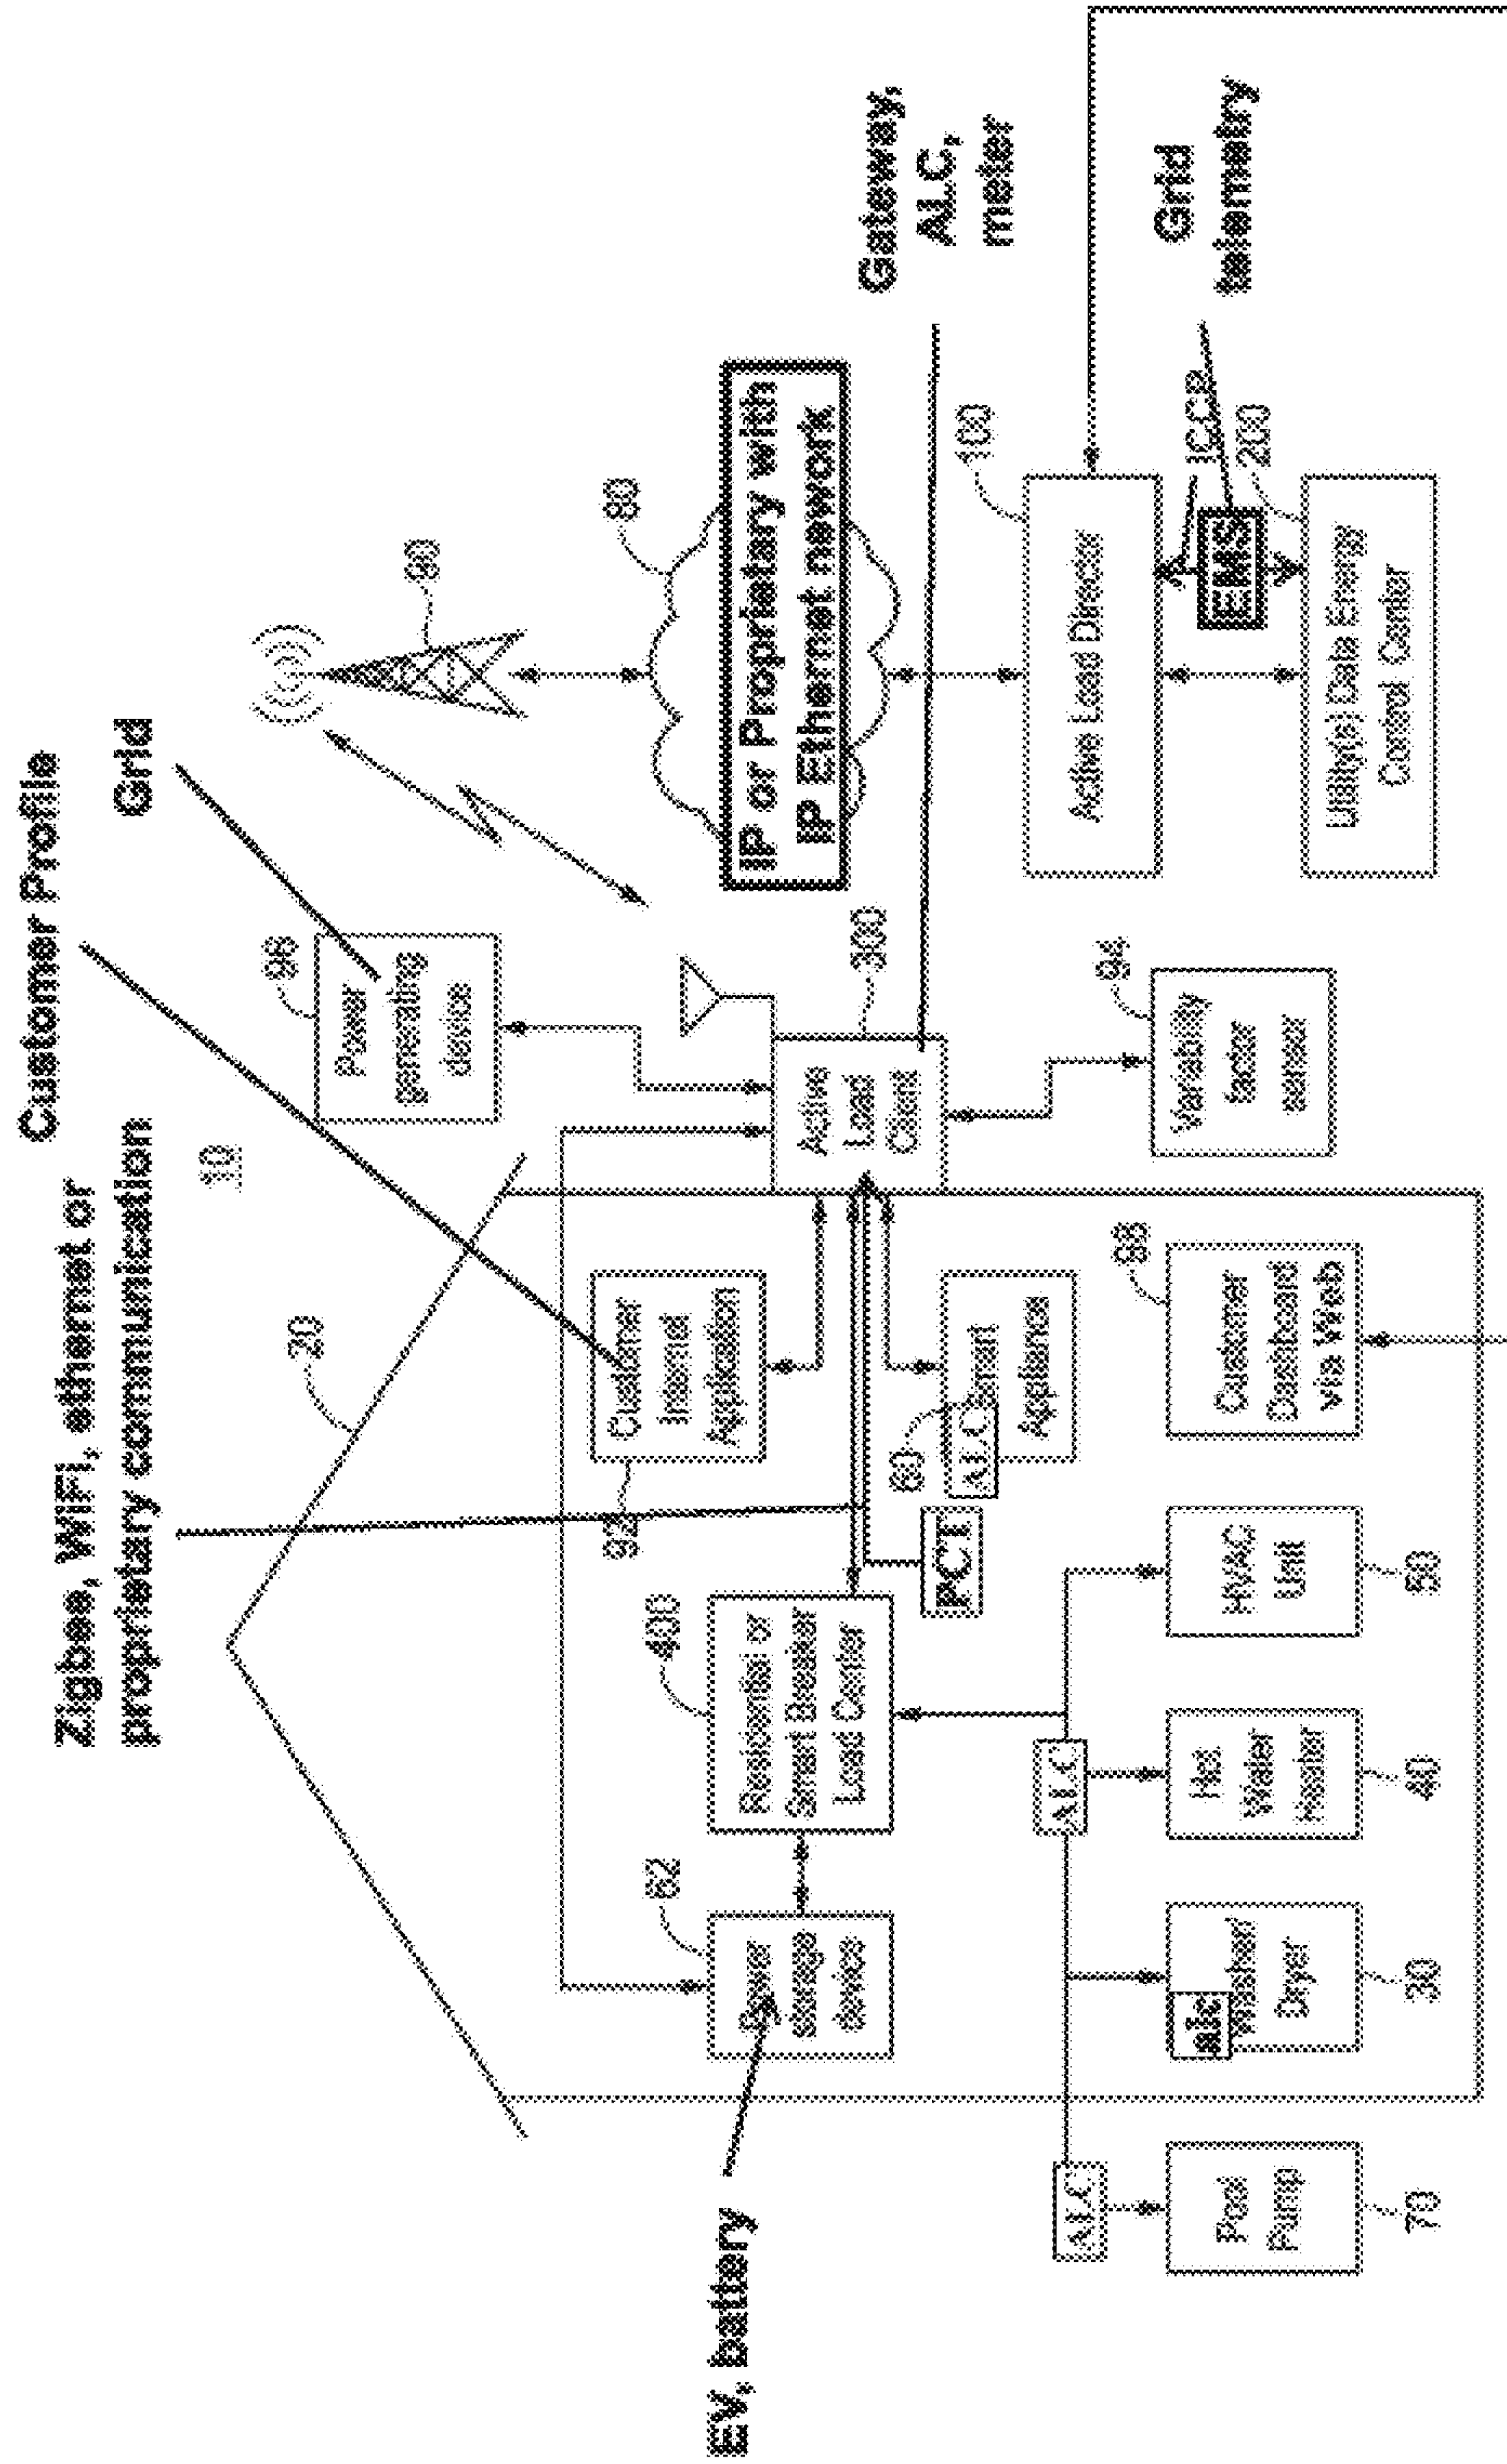 Customer Profile
Grid
Zigbee, WiFi, ethernet or
proprietary communication
10
20
90
80
IP or Proprietary with
IP Ethernet nework
96
Power
generating
device
300
Active
Load
Client
94
Variability
factor
sensor
Gateway,
ALC,
meter
100
Active Load Director
ICCP
EMS
Grid
telemetry
200
Utility(s) Data Energy
Control Center
92
Customer
Internet
Application
60
ALC
Smart
Appliance
PCT
88
Customer
Dashboard
via Web
400
Residential or
Smart Breaker
Load Center
62
Power
storage
device
EV, battery
ALC
HVAC
Unit
50
Hot
Water
Heater
40
alc
Washer/
Dryer
30
ALC
Pool
Pump
70